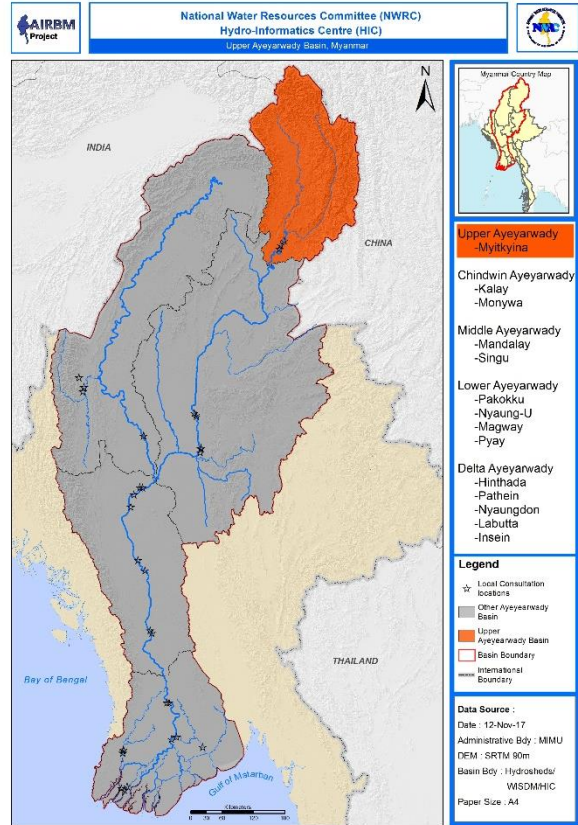 AIRBM
Project
National Water Resources Committee (NWRC)
Hydro-Informatics Centre (HIC)
Upper Ayeyarwady Basin, Myanmar
NWRC
N
INDIA
CHINA
THAILAND
Bay of Bengal
Gulf of Matarban
Kilometers
Myanmar Country Map
Upper Ayeyarwady
-Myitkyina
Chindwin Ayeyarwady
-Kalay
-Monywa
Middle Ayeyarwady
-Mandalay
-Singu
Lower Ayeyarwady
-Pakokku
-Nyaung-U
-Magway
-Pyay
Delta Ayeyarwady
-Hinthada
-Pathein
-Nyaungdon
-Labutta
-Insein
Legend
Local Consultation
locations
Other Ayeyarwady
Basin
Upper
Ayeyarwady Basin
Basin Boundary
International
Boundary
Data Source :
Date : 12-Nov-17
Administrative Bdy : MIMU
DEM : SRTM 90m
Basin Bdy : Hydrosheds/
WISDM/HIC
Paper Size : A4